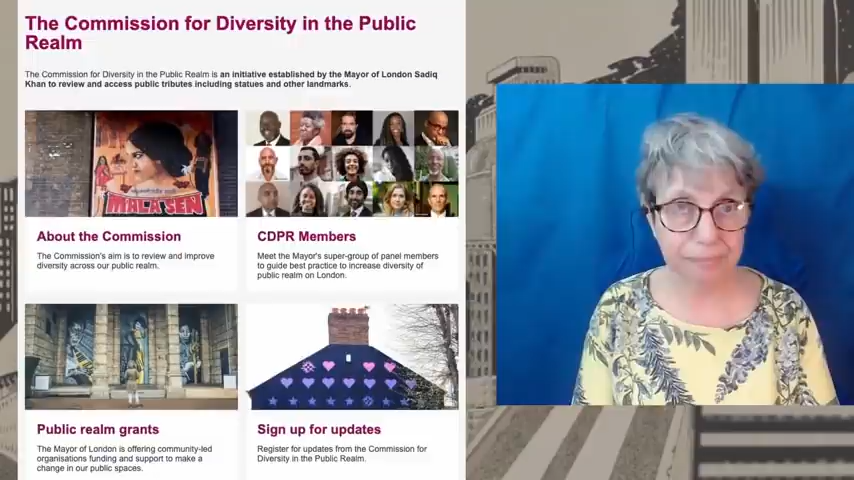 The Commission for Diversity in the Public
Realm
The Commission for Diversity in the Public Realm is an initiative established by the Mayor of London Sadiq
Khan to review and access public tributes including statues and other landmarks.
MALA SEN
About the Commission
The Commission's aim is to review and improve
diversity across our public realm.
CDPR Members
Meet the Mayor's super-group of panel members
to guide best practice to increase diversity of
public realm on London.
Public realm grants
The Mayor of London is offering community-led
organisations funding and support to make a
change in our public spaces.
Sign up for updates
Register for updates from the Commission for
Diversity in the Public Realm.